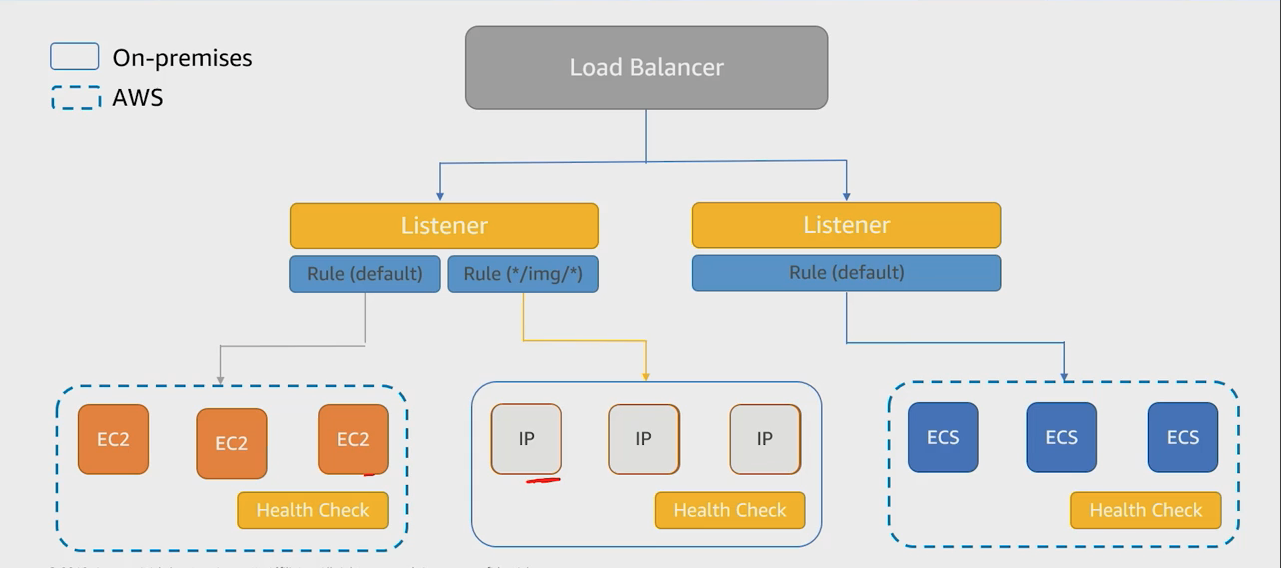 On-premises
AWS
Load Balancer
Listener
Listener
Rule (default)
Rule (*/img/*)
Rule (default)
EC2
EC2
EC2
Health Check
IP
IP
IP
Health Check
ECS
ECS
ECS
Health Check